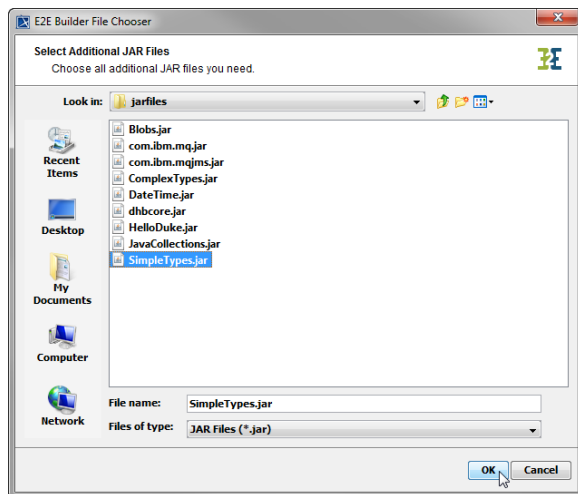 E2E Builder File Chooser
Select Additional JAR Files
Choose all additional JAR files you need.
Look in: jarfiles
Recent
Items
Desktop
My
Documents
Computer
Network
Blobs.jar
com.ibm.mq.jar
com.ibm.mqjms.jar
ComplexTypes.jar
DateTime.jar
dhbcore.jar
HelloDuke.jar
JavaCollections.jar
SimpleTypes.jar
File name: SimpleTypes.jar
Files of type: JAR Files (*.jar)
OK Cancel